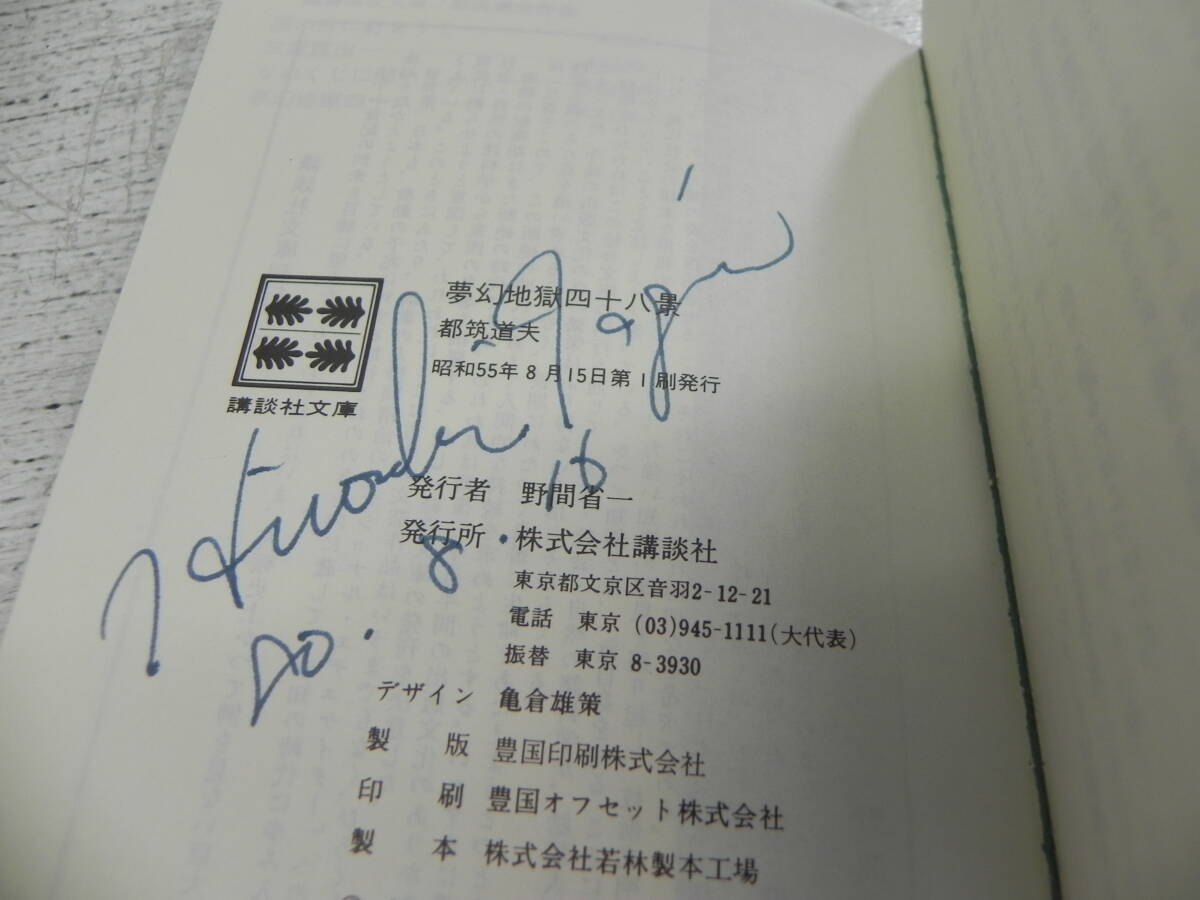 夢幻地獄四十八景
都筑道夫
昭和55年8月15日第1刷発行
講談社文庫
発行者 野間省一
発行所 株式会社講談社
東京都文京区音羽2-12-21
電話 東京 (03)945-1111(大代表)
振替 東京 8-3930
デザイン 亀倉雄策
製版 豊国印刷株式会社
印刷 豊国オフセット株式会社
製本 株式会社若林製本工場
80. 8. 16